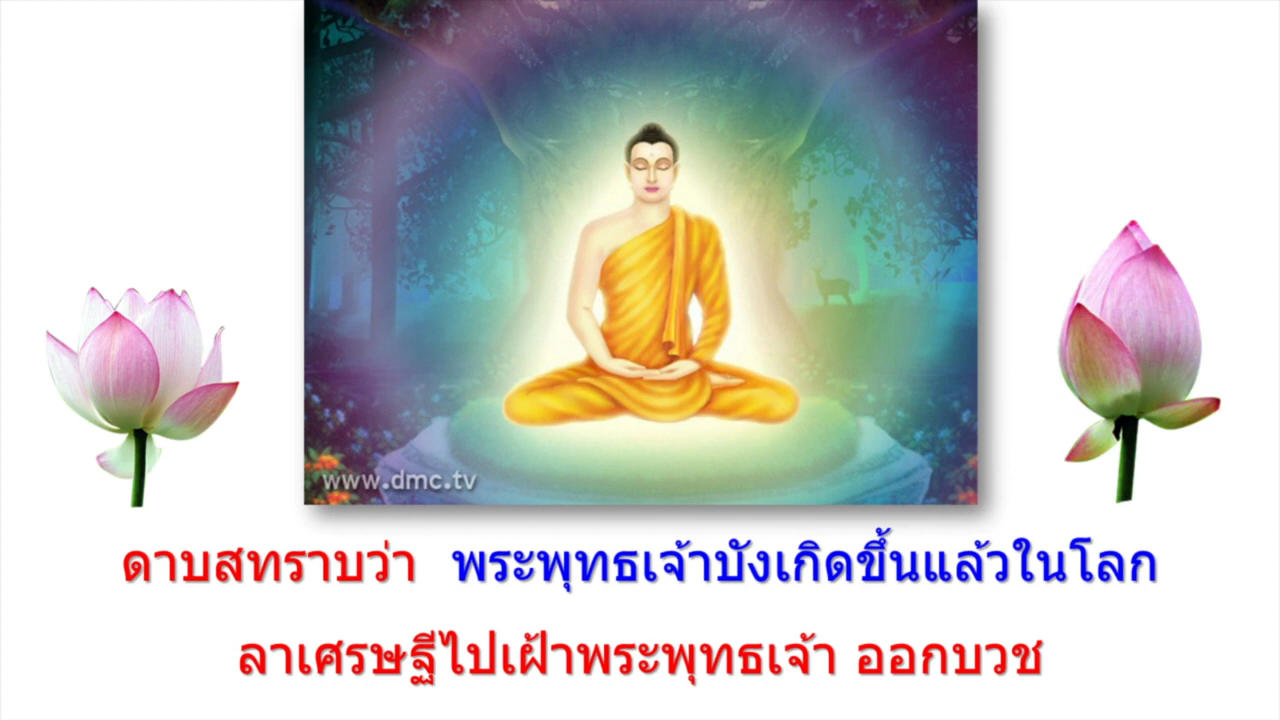 www.dmc.tv
ดาบสทราบว่า พระพุทธเจ้าบังเกิดขึ้นแล้วในโลก
ลาเศรษฐีไปเฝ้าพระพุทธเจ้า ออกบวช